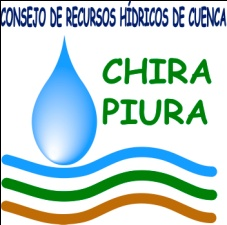 CONSEJO DE RECURSOS HÍDRICOS DE CUENCA
CHIRA
PIURA